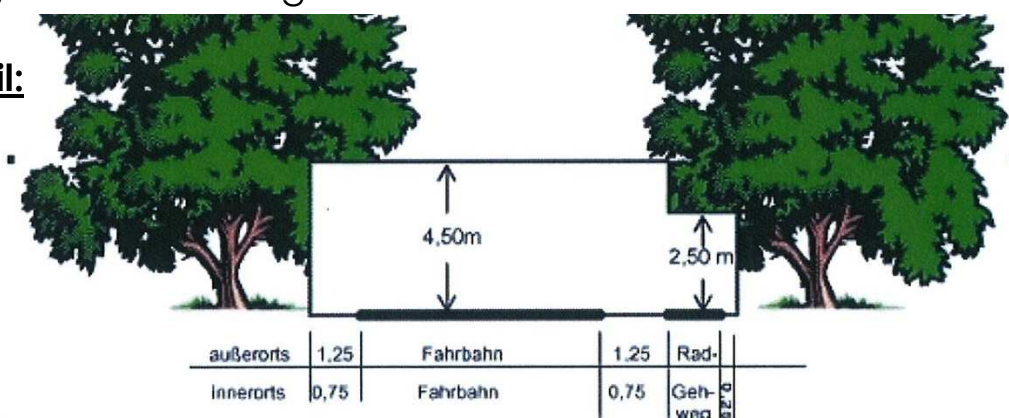 il:
4,50m
2,50 m
außerorts 1,25 Fahrbahn 1,25 Rad-
innerorts 0,75 Fahrbahn 0,75 Geh-
weg